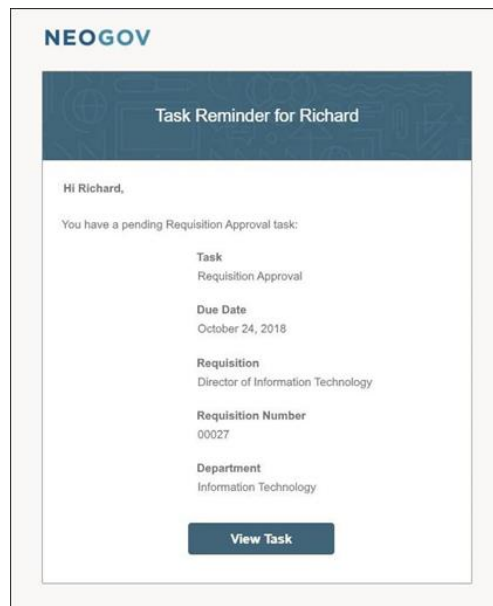 NEOGOV
Task Reminder for Richard
Hi Richard,
You have a pending Requisition Approval task:
Task
Requisition Approval
Due Date
October 24, 2018
Requisition
Director of Information Technology
Requisition Number
00027
Department
Information Technology
View Task